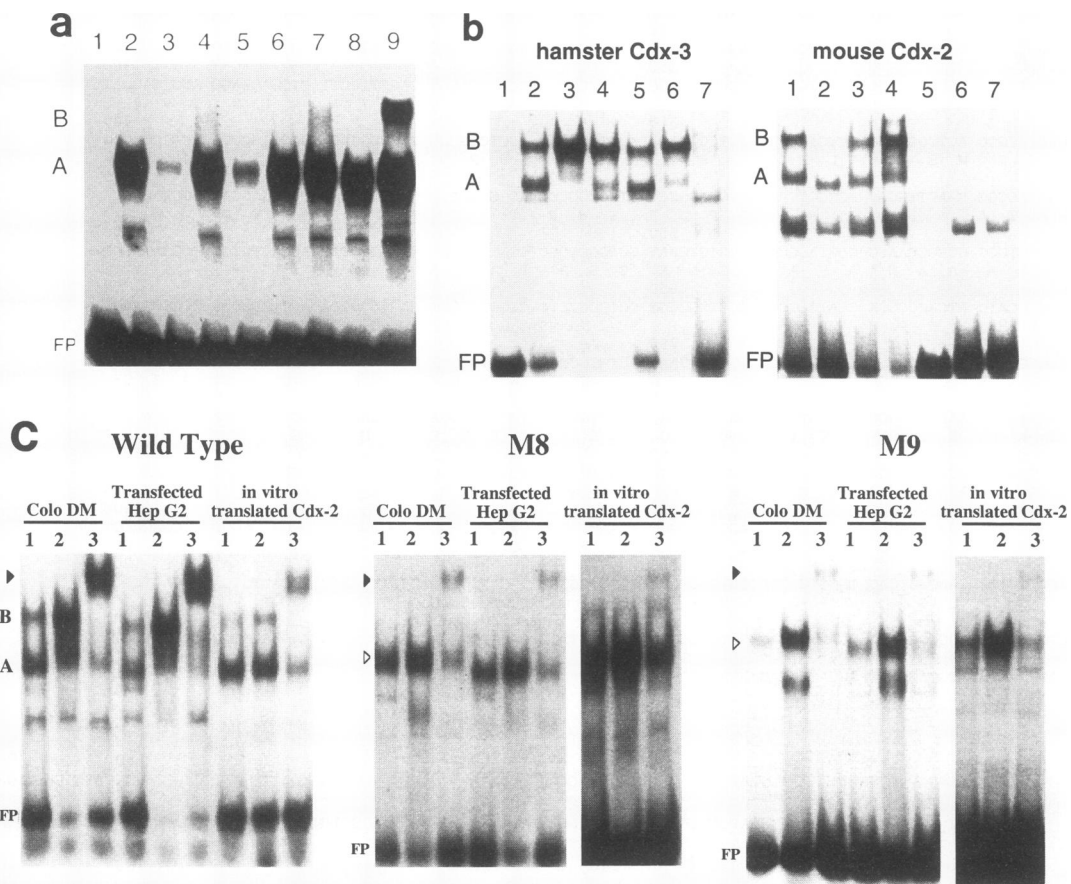 a
1 2 3 4 5 6 7 8 9
B
A
FP
b
hamster Cdx-3
1 2 3 4 5 6 7
B
A
FP
mouse Cdx-2
1 2 3 4 5 6 7
B
A
FP
C
Wild Type
Colo DM
Transfected
Hep G2
in vitro
translated Cdx-2
1 2 3 1 2 3 1 2 3
B
A
FP
M8
Colo DM
Transfected
Hep G2
in vitro
translated Cdx-2
1 2 3 1 2 3 1 2 3
FP
M9
Colo DM
Transfected
Hep G2
in vitro
translated Cdx-2
1 2 3 1 2 3 1 2 3
FP